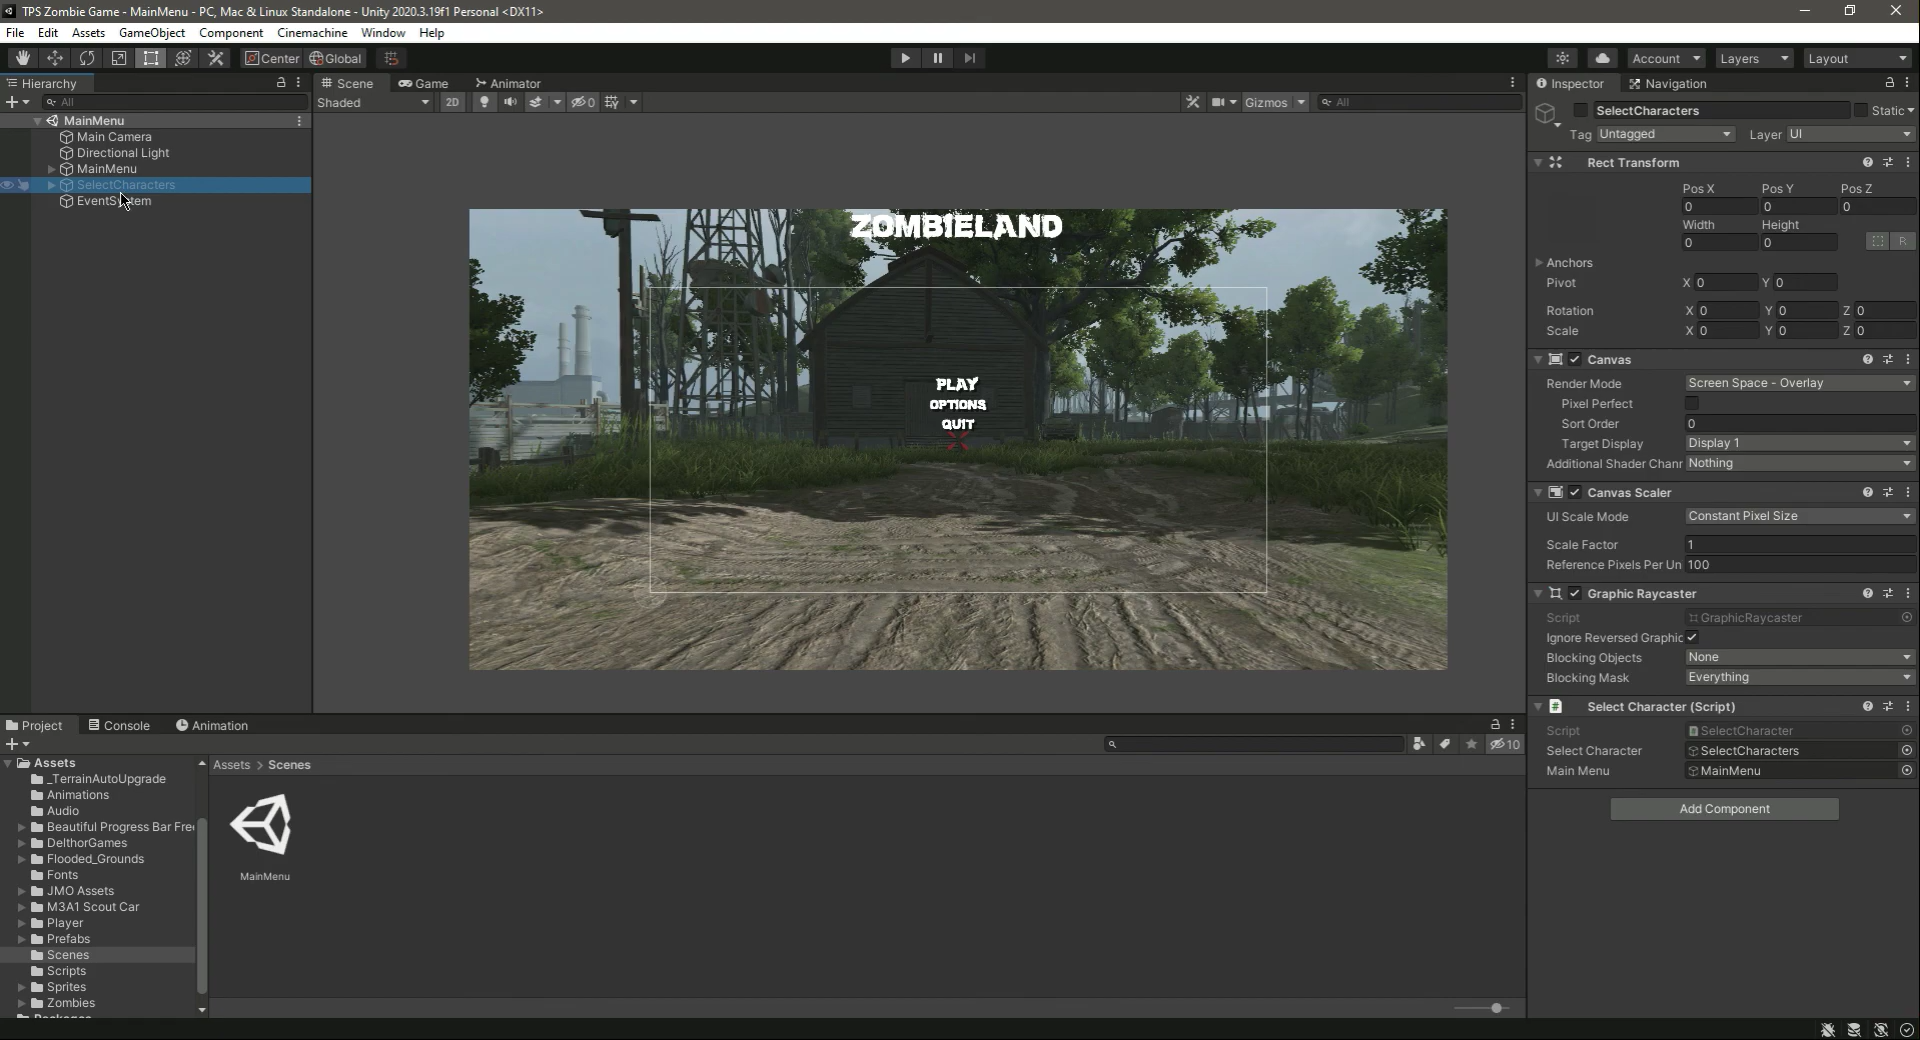 TPS Zombie Game - MainMenu - PC, Mac & Linux Standalone - Unity 2020.3.19f1 Personal <DX11>
File Edit Assets GameObject Component Cinemachine Window Help
Center Global Account Layers Layout
Hierarchy
All
MainMenu
Main Camera
Directional Light
MainMenu
SelectCharacters
EventSystem
Scene Game Animator
Shaded 2D 0 Gizmos All
ZOMBIELAND
PLAY
OPTIONS
QUIT
Inspector Navigation
SelectCharacters Static
Tag Untagged Layer UI
Rect Transform
Pos X Pos Y Pos Z
0 0 0
Width Height
0 0 R
Anchors
Pivot X 0 Y 0
Rotation X 0 Y 0 Z 0
Scale X 0 Y 0 Z 0
Canvas
Render Mode Screen Space - Overlay
Pixel Perfect
Sort Order 0
Target Display Display 1
Additional Shader Chanr Nothing
Canvas Scaler
UI Scale Mode Constant Pixel Size
Scale Factor 1
Reference Pixels Per Un 100
Graphic Raycaster
Script GraphicRaycaster
Ignore Reversed Graphic
Blocking Objects None
Blocking Mask Everything
Select Character (Script)
Script SelectCharacter
Select Character SelectCharacters
Main Menu MainMenu
Add Component
Project Console Animation
10
Assets
_TerrainAutoUpgrade
Animations
Audio
Beautiful Progress Bar Free
DelthorGames
Flooded_Grounds
Fonts
JMO Assets
M3A1 Scout Car
Player
Prefabs
Scenes
Scripts
Sprites
Zombies
Assets > Scenes
MainMenu